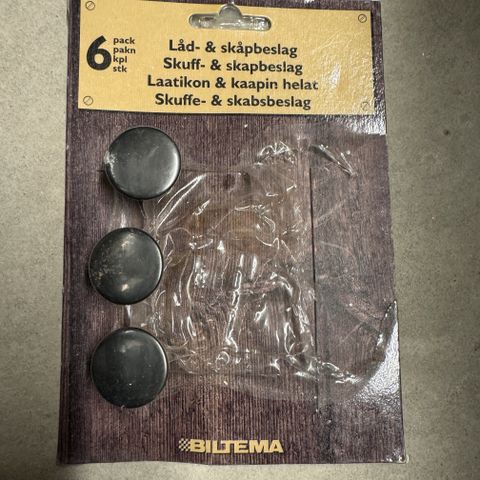 6 pack
pakn
kpl
stk
Låd- & skåpbeslag
Skuff- & skapbeslag
Laatikon & kaapin helat
Skuffe- & skabsbeslag
BILTEMA